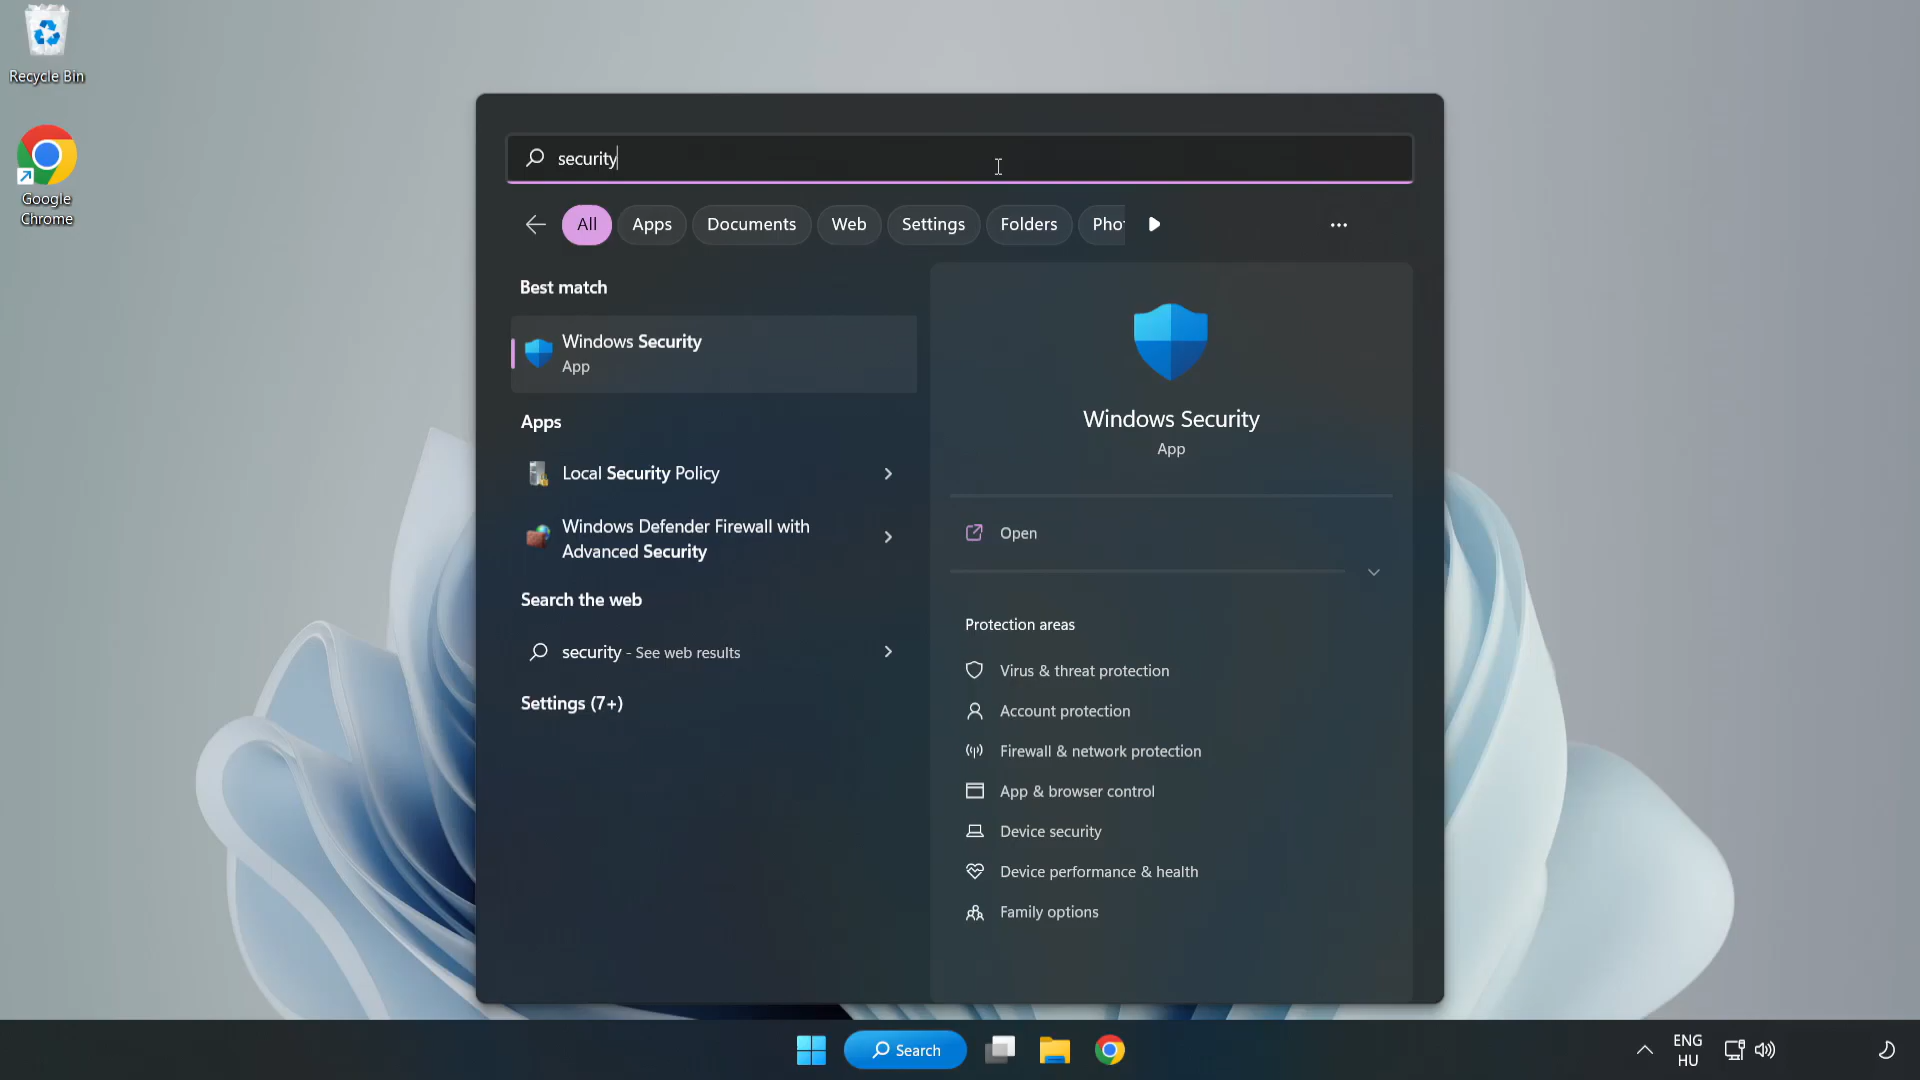 Recycle Bin
Google
Chrome
security
All
Apps
Documents
Web
Settings
Folders
Pho
Best match
Windows Security
App
Apps
Local Security Policy
Windows Defender Firewall with
Advanced Security
Search the web
security - See web results
Settings (7+)
Windows Security
App
Open
Protection areas
Virus & threat protection
Account protection
Firewall & network protection
App & browser control
Device security
Device performance & health
Family options
Search
ENG
HU